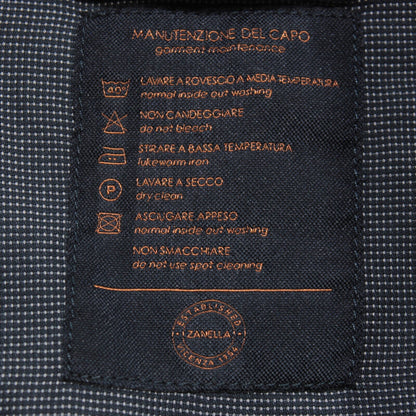 MANUTENZIONE DEL CAPO
garment maintenance
40°
LAVARE A ROVESCIO A MEDIA TEMPERATURA
normal inside out washing
NON CANDEGGIARE
do not bleach
STIRARE A BASSA TEMPERATURA
lukewarm iron
P
LAVARE A SECCO
dry clean
ASCIUGARE APPESO
normal inside out washing
NON SMACCHIARE
do not use spot cleaning
ESTABLISHED
ZANELLA
VICENZA 1954